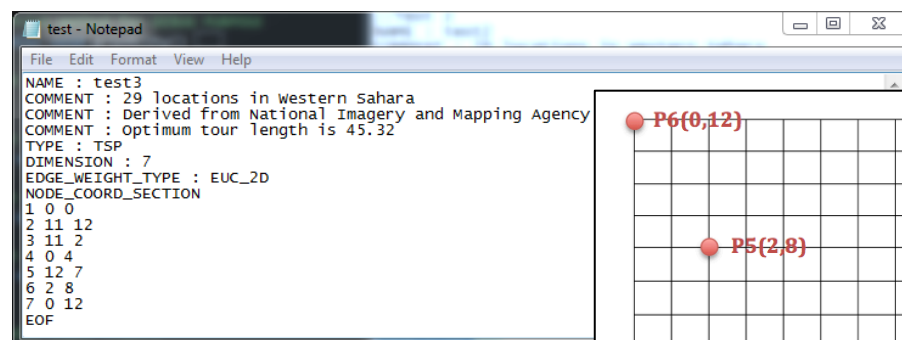 test - Notepad
File Edit Format View Help
NAME : test3
COMMENT : 29 locations in Western Sahara
COMMENT : Derived from National Imagery and Mapping Agency
COMMENT : Optimum tour length is 45.32
TYPE : TSP
DIMENSION : 7
EDGE_WEIGHT_TYPE : EUC_2D
NODE_COORD_SECTION
1 0 0
2 11 12
3 11 2
4 0 4
5 12 7
6 2 8
7 0 12
EOF
P6(0,12)
P5(2,8)